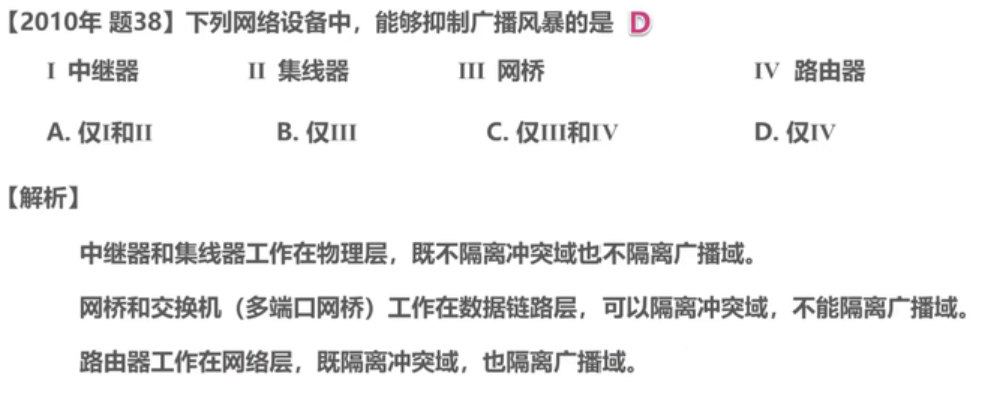 【2010年 题38】下列网络设备中，能够抑制广播风暴的是 D
I 中继器 II 集线器 III 网桥 IV 路由器
A. 仅I和II B. 仅III C. 仅III和IV D. 仅IV
【解析】
中继器和集线器工作在物理层，既不隔离冲突域也不隔离广播域。
网桥和交换机（多端口网桥）工作在数据链路层，可以隔离冲突域，不能隔离广播域。
路由器工作在网络层，既隔离冲突域，也隔离广播域。